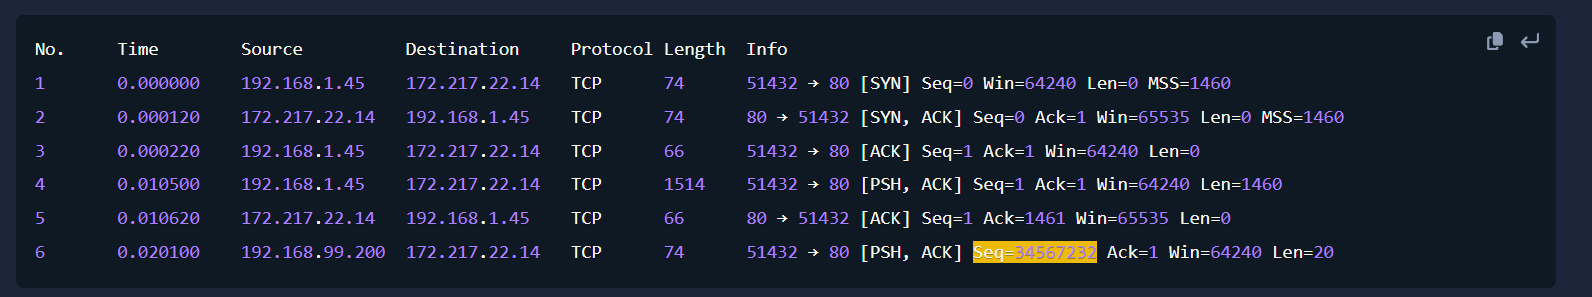 No. Time Source Destination Protocol Length Info
1 0.000000 192.168.1.45 172.217.22.14 TCP 74 51432 → 80 [SYN] Seq=0 Win=64240 Len=0 MSS=1460
2 0.000120 172.217.22.14 192.168.1.45 TCP 74 80 → 51432 [SYN, ACK] Seq=0 Ack=1 Win=65535 Len=0 MSS=1460
3 0.000220 192.168.1.45 172.217.22.14 TCP 66 51432 → 80 [ACK] Seq=1 Ack=1 Win=64240 Len=0
4 0.010500 192.168.1.45 172.217.22.14 TCP 1514 51432 → 80 [PSH, ACK] Seq=1 Ack=1 Win=64240 Len=1460
5 0.010620 172.217.22.14 192.168.1.45 TCP 66 80 → 51432 [ACK] Seq=1 Ack=1461 Win=65535 Len=0
6 0.020100 192.168.99.200 172.217.22.14 TCP 74 51432 → 80 [PSH, ACK] Seq=34567232 Ack=1 Win=64240 Len=20